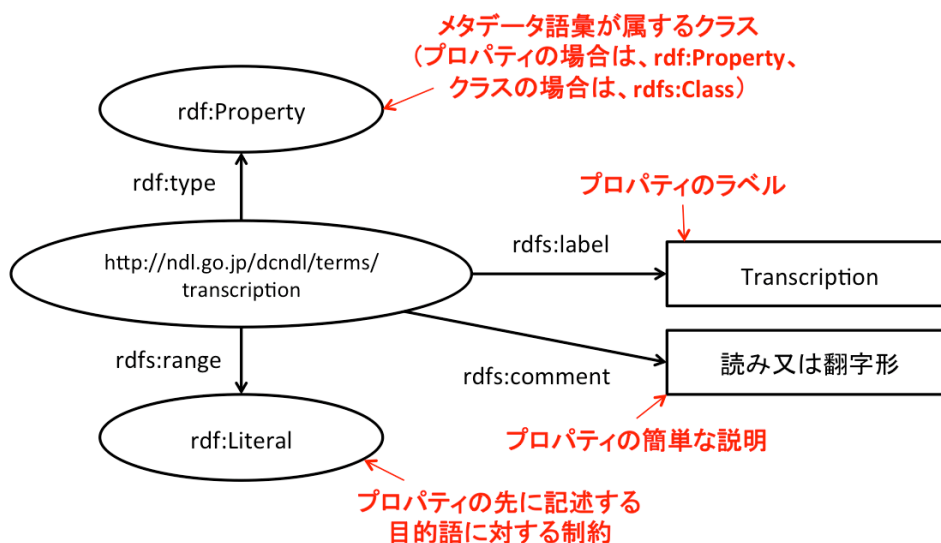 メタデータ語彙が属するクラス
(プロパティの場合は、rdf:Property、
クラスの場合は、rdfs:Class)
rdf:Property
rdf:type
プロパティのラベル
rdfs:label
http://ndl.go.jp/dcndl/terms/
transcription
Transcription
rdfs:range
rdfs:comment
読み又は翻字形
rdf:Literal
プロパティの簡単な説明
プロパティの先に記述する
目的語に対する制約